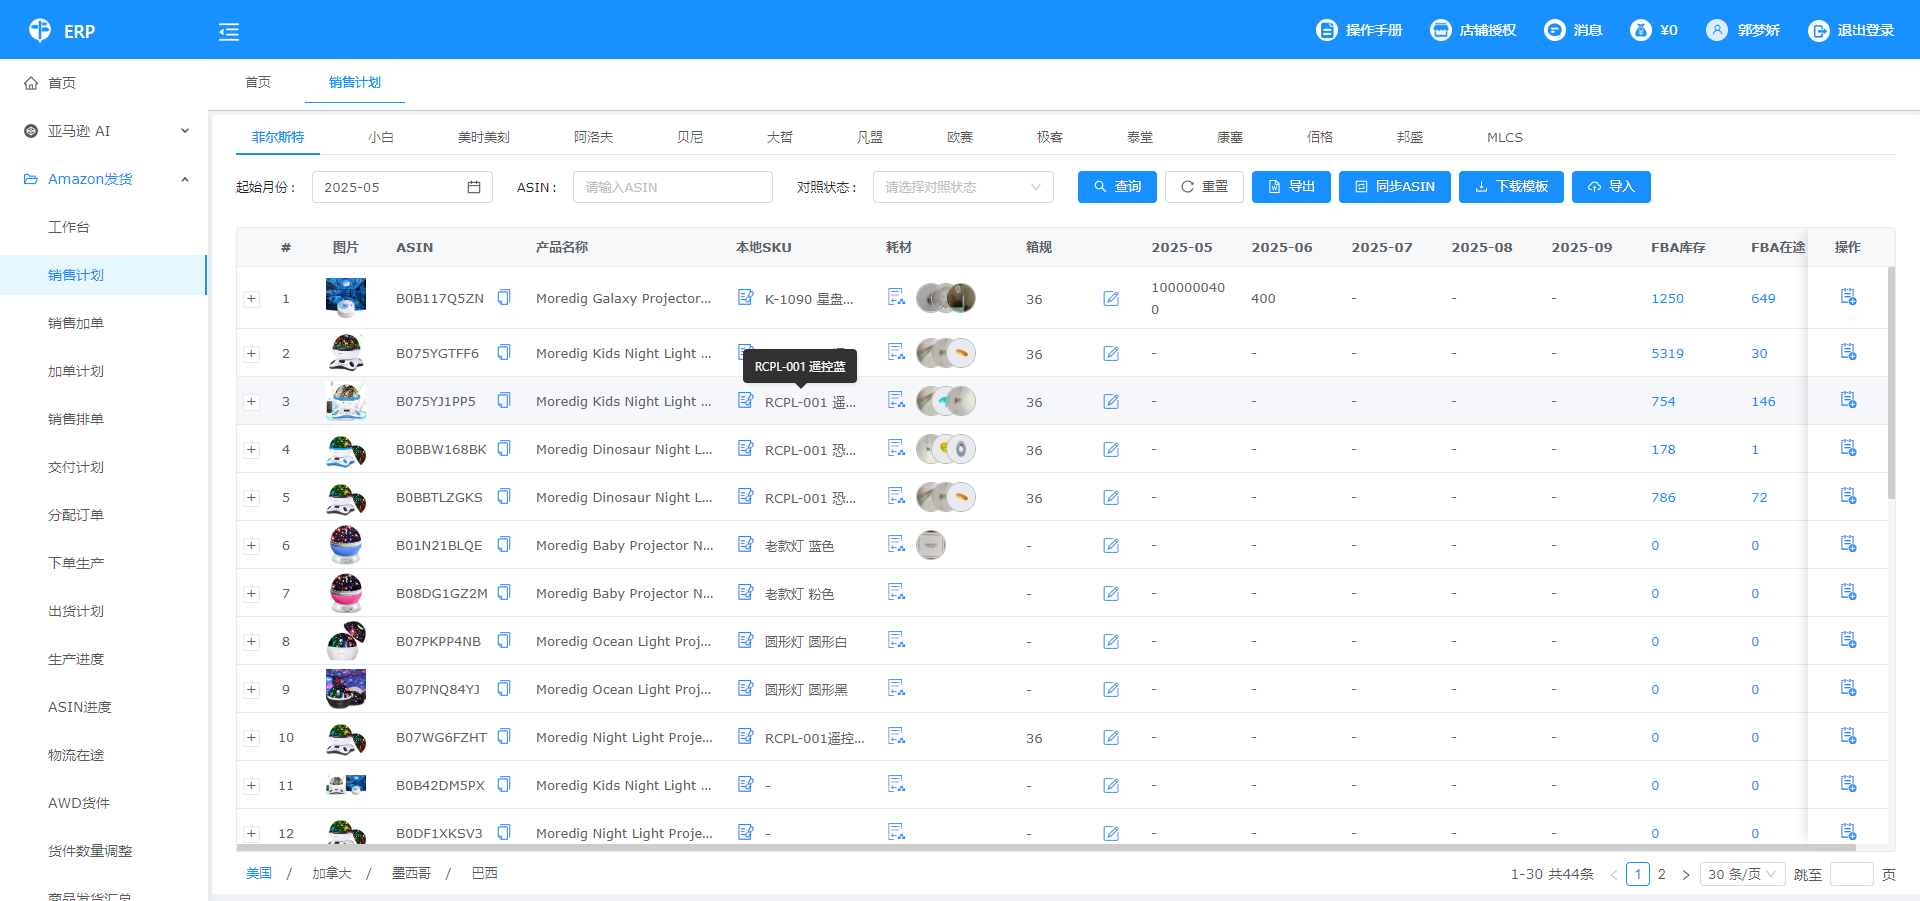 ERP
操作手册
店铺授权
消息
¥0
郭梦娇
退出登录
首页
亚马逊 AI
Amazon发货
工作台
销售计划
销售加单
加单计划
销售排单
交付计划
分配订单
下单生产
出货计划
生产进度
ASIN进度
物流在途
AWD货件
货件数量调整
商品发货汇总
首页 销售计划
菲尔斯特 小白 美时美刻 阿洛夫 贝尼 大哲 凡盟 欧赛 极客 泰堂 康塞 佰格 邦盛 MLCS
起始月份： 2025-05 ASIN： 请输入ASIN 对照状态： 请选择对照状态 查询 重置 导出 同步ASIN 下载模板 导入
# 图片 ASIN 产品名称 本地SKU 耗材 箱规 2025-05 2025-06 2025-07 2025-08 2025-09 FBA库存 FBA在途 操作
1 B0B117Q5ZN Moredig Galaxy Projector... K-1090 星盘... 36 100000040
0 400 - - - 1250 649
2 B075YGTFF6 Moredig Kids Night Light ... 36 - - - - - 5319 30
RCPL-001 遥控蓝
3 B075YJ1PP5 Moredig Kids Night Light ... RCPL-001 遥... 36 - - - - - 754 146
4 B0BBW168BK Moredig Dinosaur Night L... RCPL-001 恐... 36 - - - - - 178 1
5 B0BBTLZGKS Moredig Dinosaur Night L... RCPL-001 恐... 36 - - - - - 786 72
6 B01N21BLQE Moredig Baby Projector N... 老款灯 蓝色 - - - - - - 0 0
7 B08DG1GZ2M Moredig Baby Projector N... 老款灯 粉色 - - - - - - 0 0
8 B07PKPP4NB Moredig Ocean Light Proj... 圆形灯 圆形白 - - - - - - 0 0
9 B07PNQ84YJ Moredig Ocean Light Proj... 圆形灯 圆形黑 - - - - - - 0 0
10 B07WG6FZHT Moredig Night Light Proje... RCPL-001遥控... 36 - - - - - 0 0
11 B0B42DM5PX Moredig Kids Night Light ... - - - - - - - 0 0
12 B0DF1XKSV3 Moredig Night Light Proje... - - - - - - - 0 0
美国 / 加拿大 / 墨西哥 / 巴西
1-30 共44条 < 1 2 > 30 条/页 跳至 页